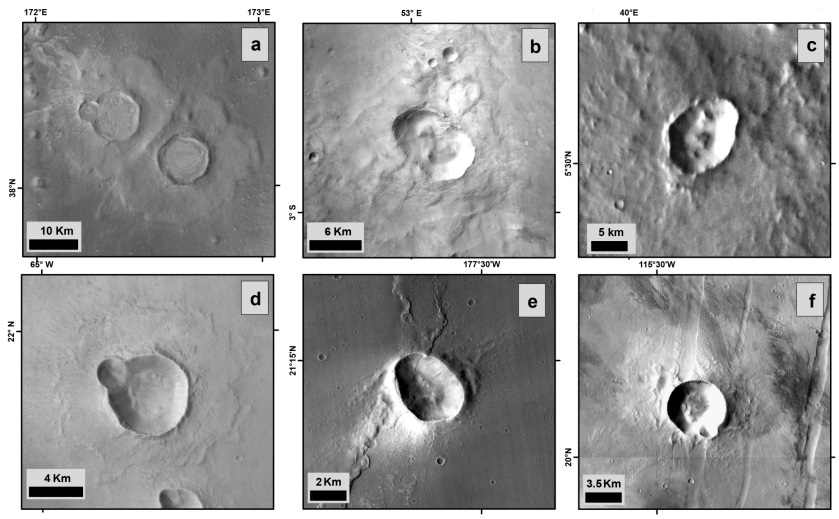 172°E
173°E
53° E
40°E
a
b
c
38°N
3° S
5°30'N
10 Km
6 Km
5 km
65° W
177°30'W
115°30'W
d
e
f
22° N
21°15'N
20°N
4 Km
2 Km
3.5 Km